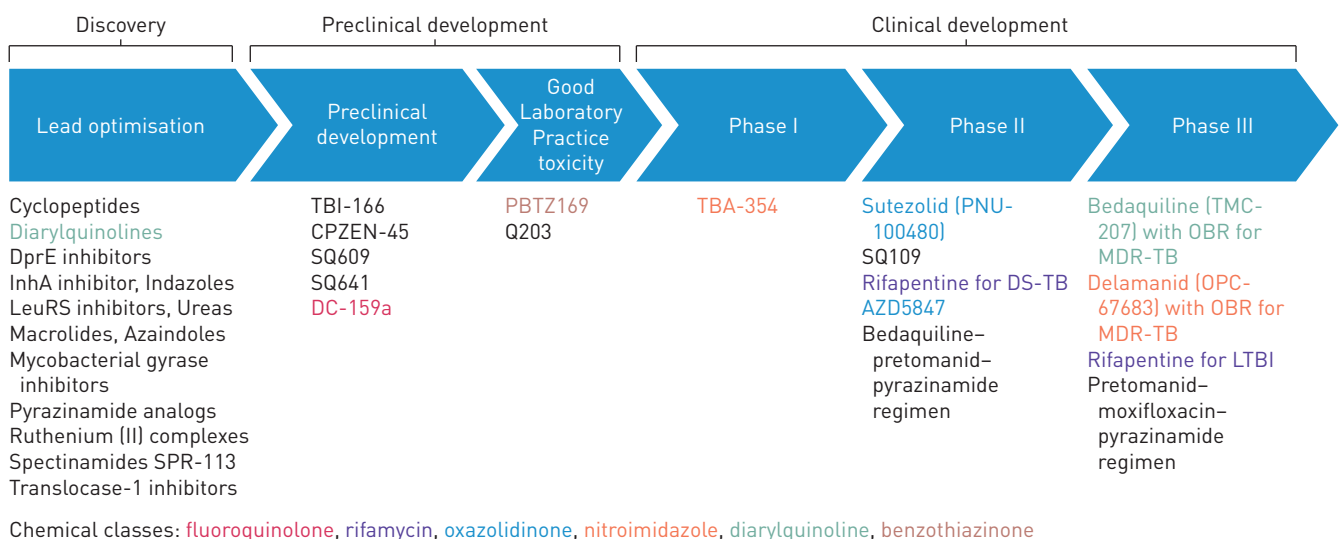 Discovery
Preclinical development
Clinical development
Lead optimisation
Preclinical
development
Good
Laboratory
Practice
toxicity
Phase I
Phase II
Phase III
Cyclopeptides
Diarylquinolines
DprE inhibitors
InhA inhibitor, Indazoles
LeuRS inhibitors, Ureas
Macrolides, Azaindoles
Mycobacterial gyrase
inhibitors
Pyrazinamide analogs
Ruthenium (II) complexes
Spectinamides SPR-113
Translocase-1 inhibitors
TBI-166
CPZEN-45
SQ609
SQ641
DC-159a
PBTZ169
Q203
TBA-354
Sutezolid (PNU-
100480)
SQ109
Rifapentine for DS-TB
AZD5847
Bedaquiline–
pretomanid–
pyrazinamide
regimen
Bedaquiline (TMC-
207) with OBR for
MDR-TB
Delamanid (OPC-
67683) with OBR for
MDR-TB
Rifapentine for LTBI
Pretomanid–
moxifloxacin–
pyrazinamide
regimen
Chemical classes: fluoroquinolone, rifamycin, oxazolidinone, nitroimidazole, diarylquinoline, benzothiazinone